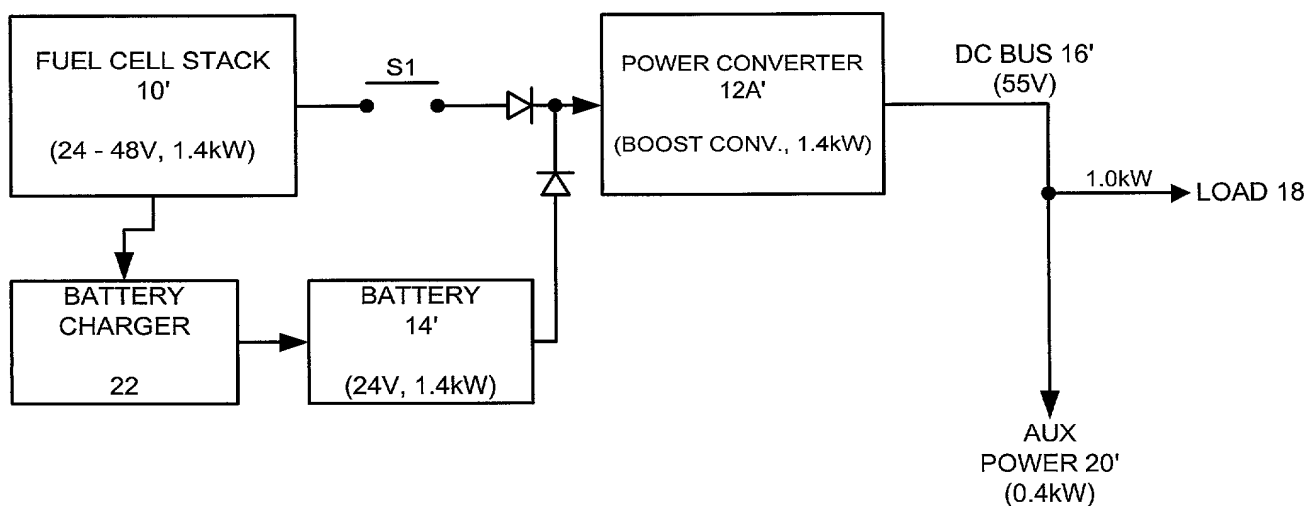 FUEL CELL STACK
10'
(24 - 48V, 1.4kW)
S1
POWER CONVERTER
12A'
(BOOST CONV., 1.4kW)
DC BUS 16'
(55V)
1.0kW
LOAD 18
BATTERY
CHARGER
22
BATTERY
14'
(24V, 1.4kW)
AUX
POWER 20'
(0.4kW)